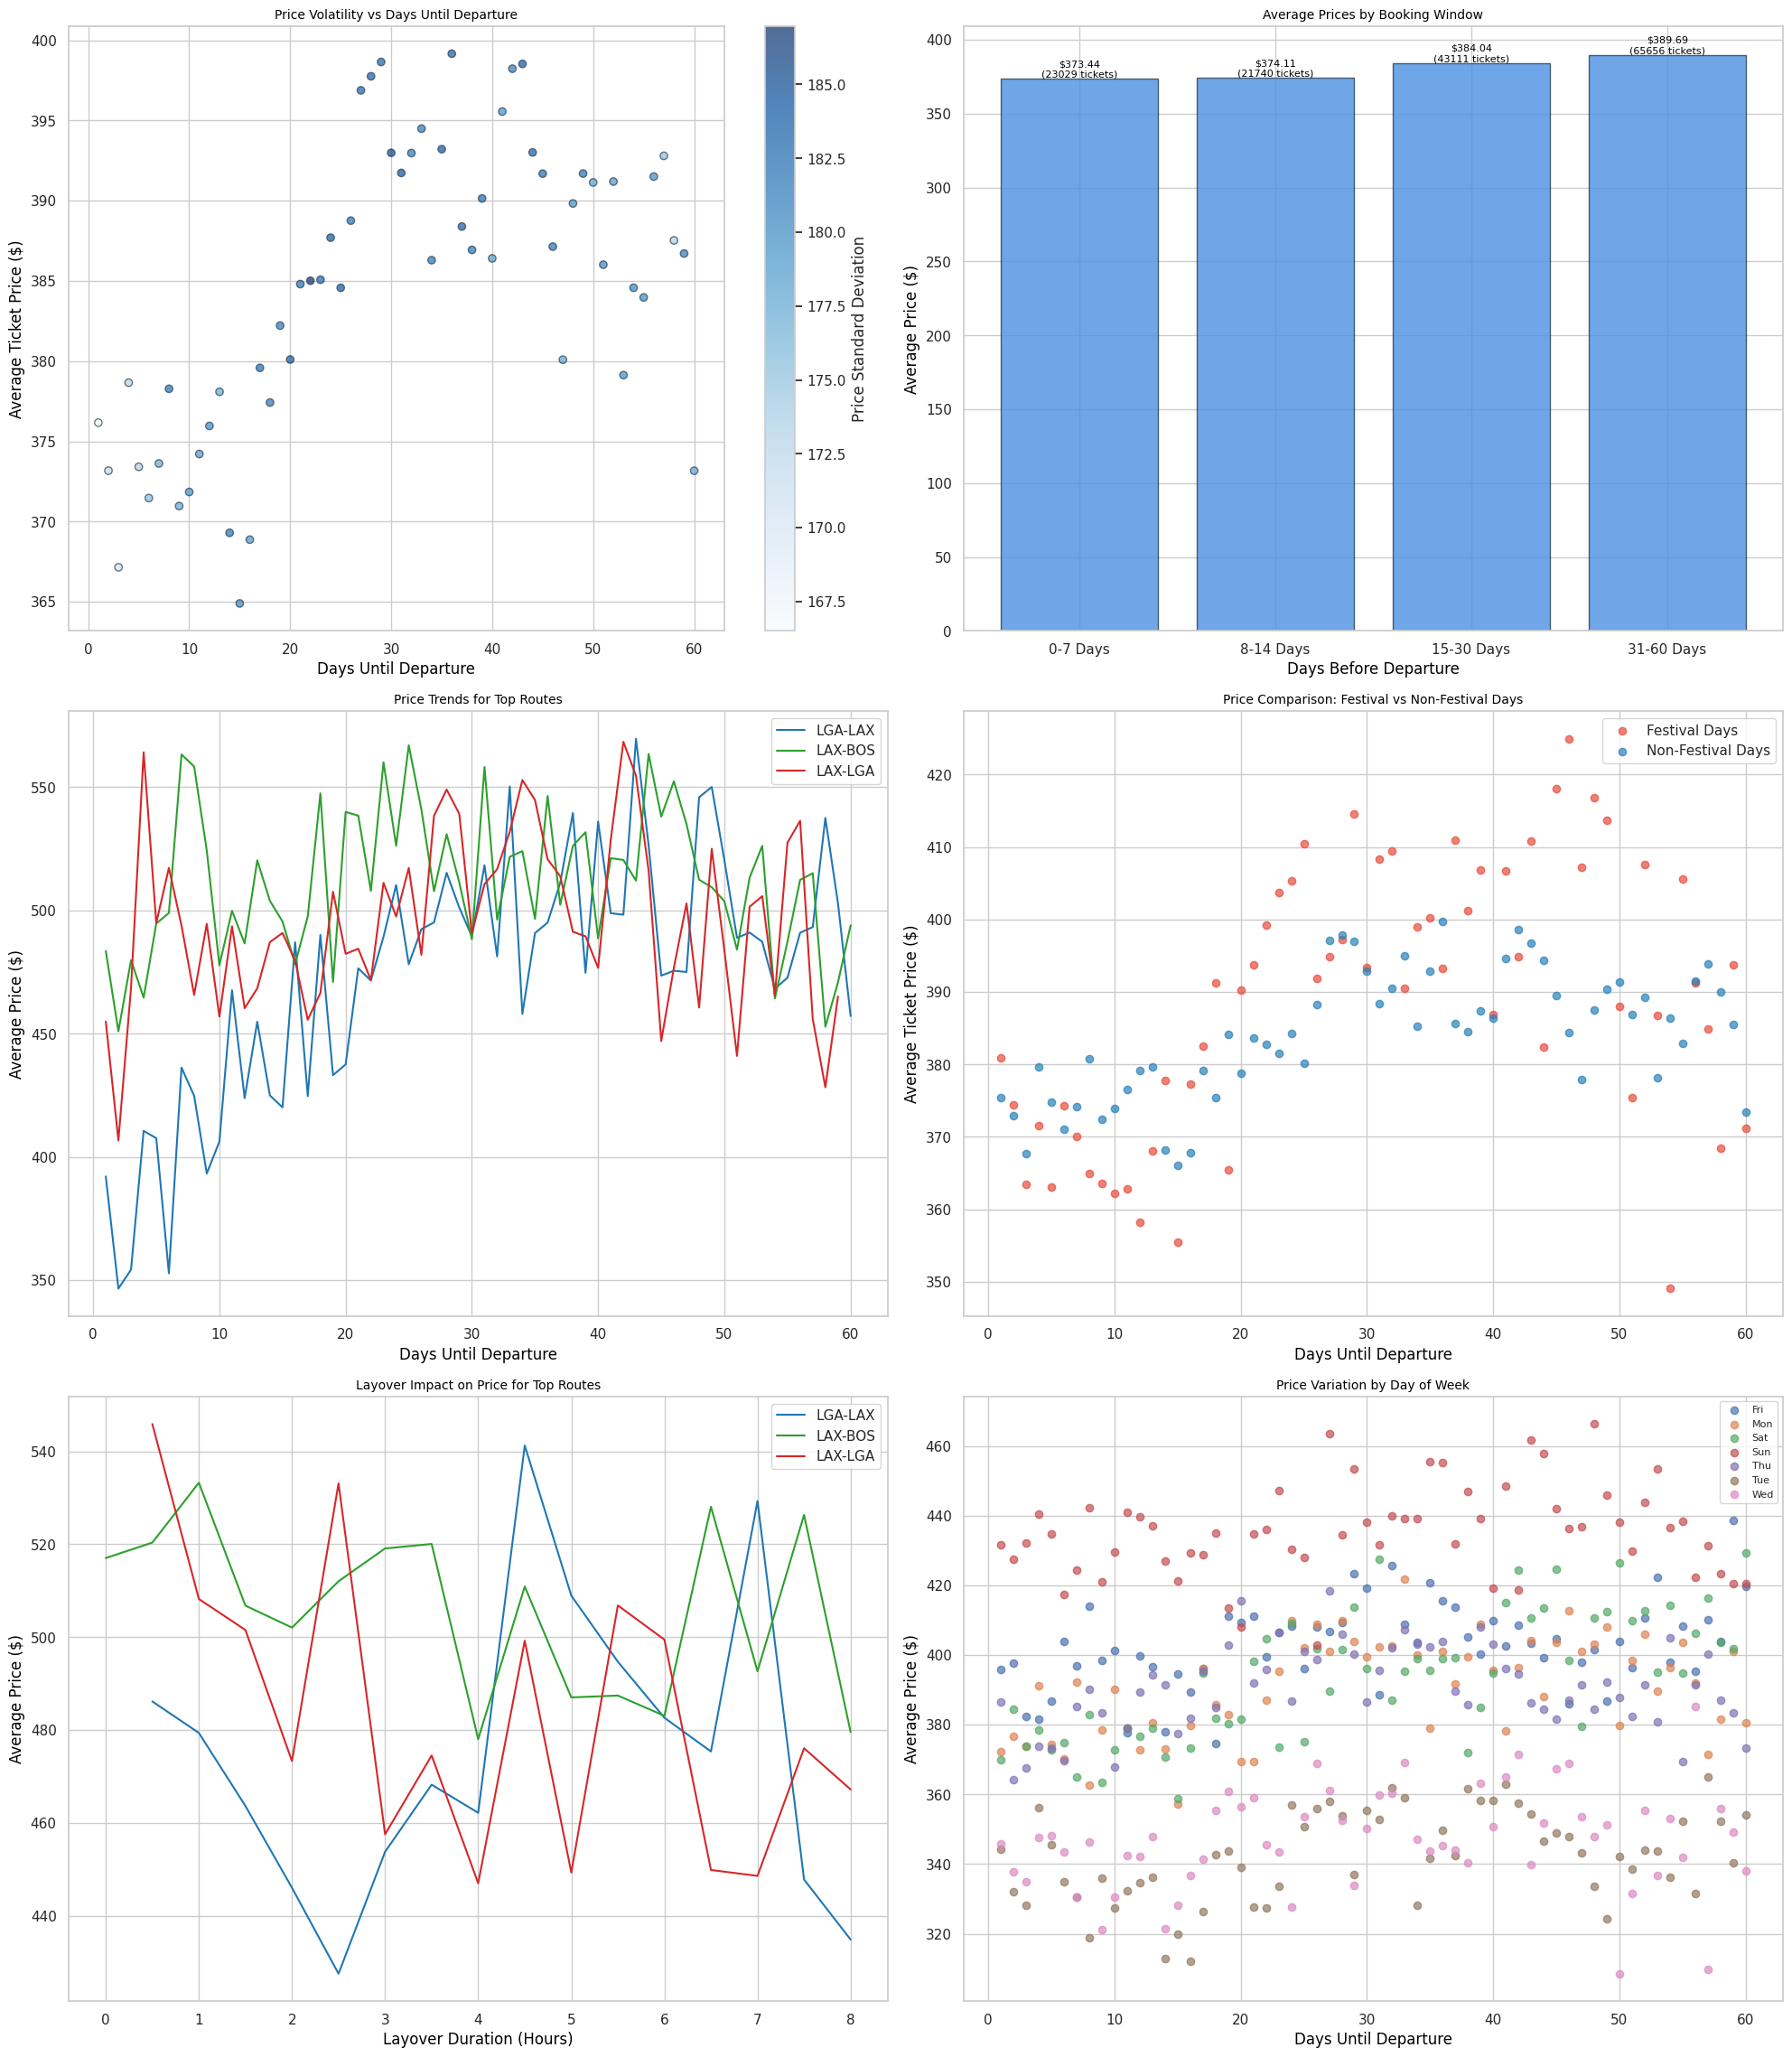 Price Volatility vs Days Until Departure
400
395
390
385
380
375
370
365
Average Ticket Price ($)
0 10 20 30 40 50 60
Days Until Departure
185.0
182.5
180.0
177.5
175.0
172.5
170.0
167.5
Price Standard Deviation
Average Prices by Booking Window
400
350
300
250
200
150
100
50
0
Average Price ($)
$373.44
(23029 tickets)
$374.11
(21740 tickets)
$384.04
(43111 tickets)
$389.69
(65656 tickets)
0-7 Days 8-14 Days 15-30 Days 31-60 Days
Days Before Departure
Price Trends for Top Routes
550
500
450
400
350
Average Price ($)
LGA-LAX
LAX-BOS
LAX-LGA
0 10 20 30 40 50 60
Days Until Departure
Price Comparison: Festival vs Non-Festival Days
420
410
400
390
380
370
360
350
Average Ticket Price ($)
Festival Days
Non-Festival Days
0 10 20 30 40 50 60
Days Until Departure
Layover Impact on Price for Top Routes
540
520
500
480
460
440
Average Price ($)
LGA-LAX
LAX-BOS
LAX-LGA
0 1 2 3 4 5 6 7 8
Layover Duration (Hours)
Price Variation by Day of Week
460
440
420
400
380
360
340
320
Average Price ($)
Fri
Mon
Sat
Sun
Thu
Tue
Wed
0 10 20 30 40 50 60
Days Until Departure